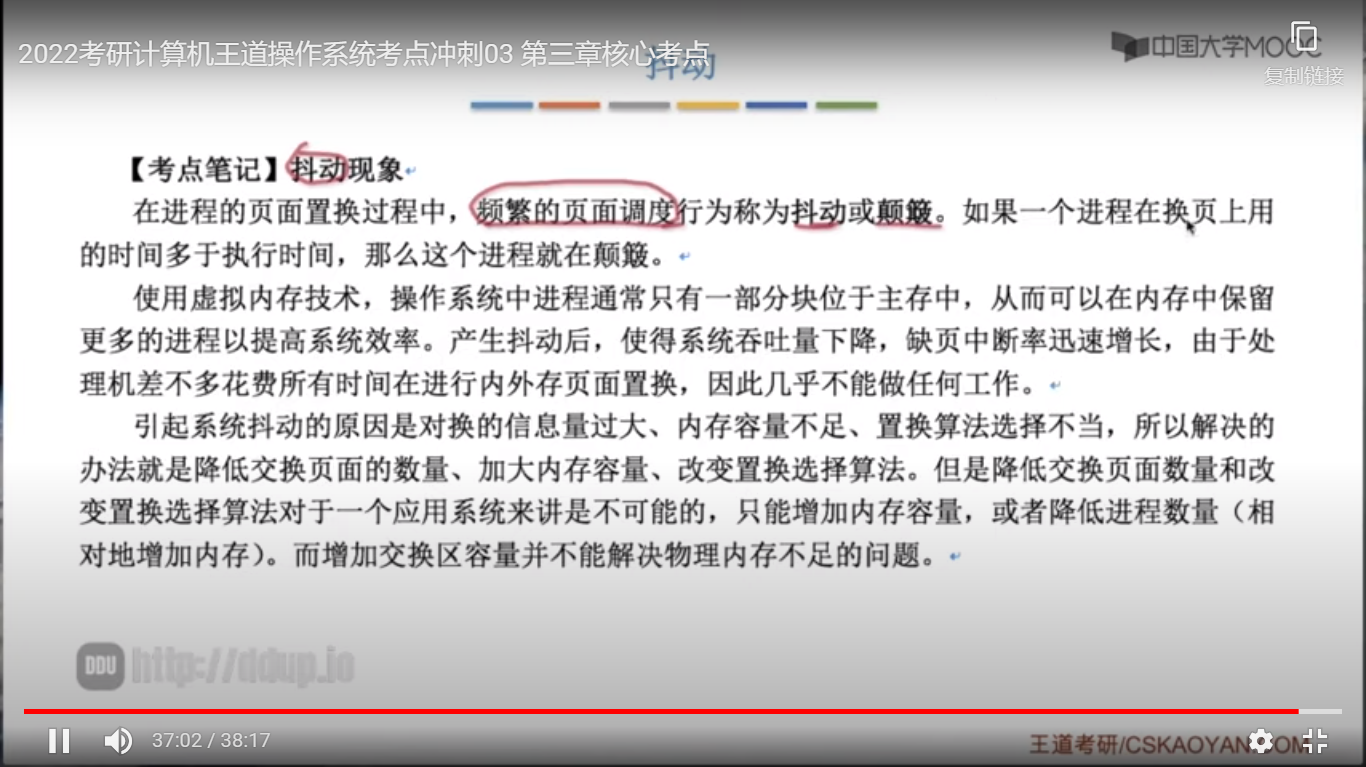 2022考研计算机王道操作系统考点冲刺03 第三章核心考点
抖动
中国大学MOOC
复制链接
【考点笔记】抖动现象
在进程的页面置换过程中，频繁的页面调度行为称为抖动或颠簸。如果一个进程在换页上用
的时间多于执行时间，那么这个进程就在颠簸。
使用虚拟内存技术，操作系统中进程通常只有一部分块位于主存中，从而可以在内存中保留
更多的进程以提高系统效率。产生抖动后，使得系统吞吐量下降，缺页中断率迅速增长，由于处
理机差不多花费所有时间在进行内外存页面置换，因此几乎不能做任何工作。
引起系统抖动的原因是对换的信息量过大、内存容量不足、置换算法选择不当，所以解决的
办法就是降低交换页面的数量、加大内存容量、改变置换选择算法。但是降低交换页面数量和改
变置换选择算法对于一个应用系统来讲是不可能的，只能增加内存容量，或者降低进程数量（相
对地增加内存）。而增加交换区容量并不能解决物理内存不足的问题。
DDU http://ddup.io
37:02 / 38:17
王道考研/CSKAOYAN.COM